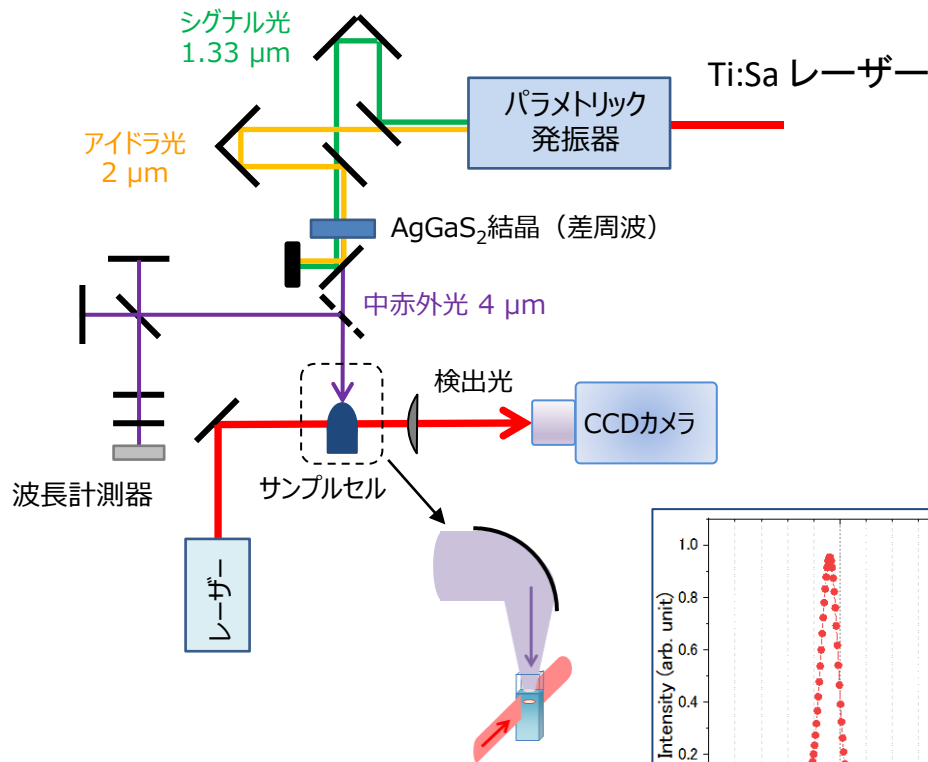 シグナル光
1.33 μm
Ti:Sa レーザー
パラメトリック
発振器
アイドラ光
2 μm
AgGaS₂結晶（差周波）
中赤外光 4 μm
検出光
CCDカメラ
サンプルセル
波長計測器
レーザー
Intensity (arb. unit)
1.0
0.8
0.6
0.4
0.2